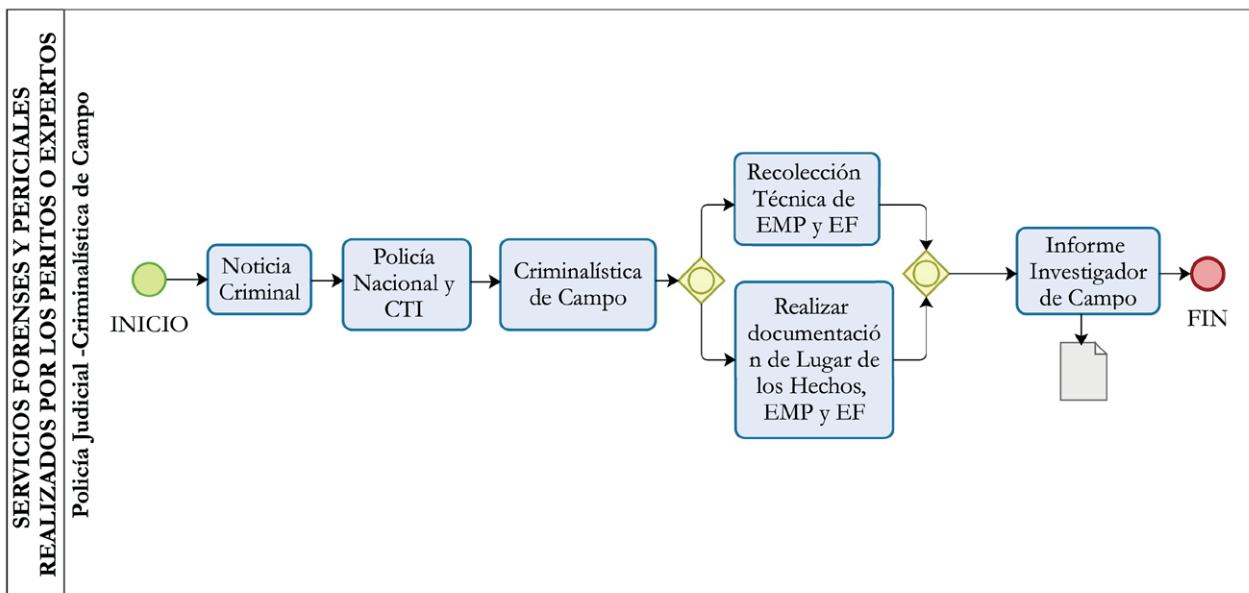 SERVICIOS FORENSES Y PERICIALES
REALIZADOS POR LOS PERITOS O EXPERTOS
Policía Judicial -Criminalística de Campo
INICIO
Noticia
Criminal
Policía
Nacional y
CTI
Criminalística
de Campo
Recolección
Técnica de
EMP y EF
Realizar
documentació
n de Lugar de
los Hechos,
EMP y EF
Informe
Investigador
de Campo
FIN